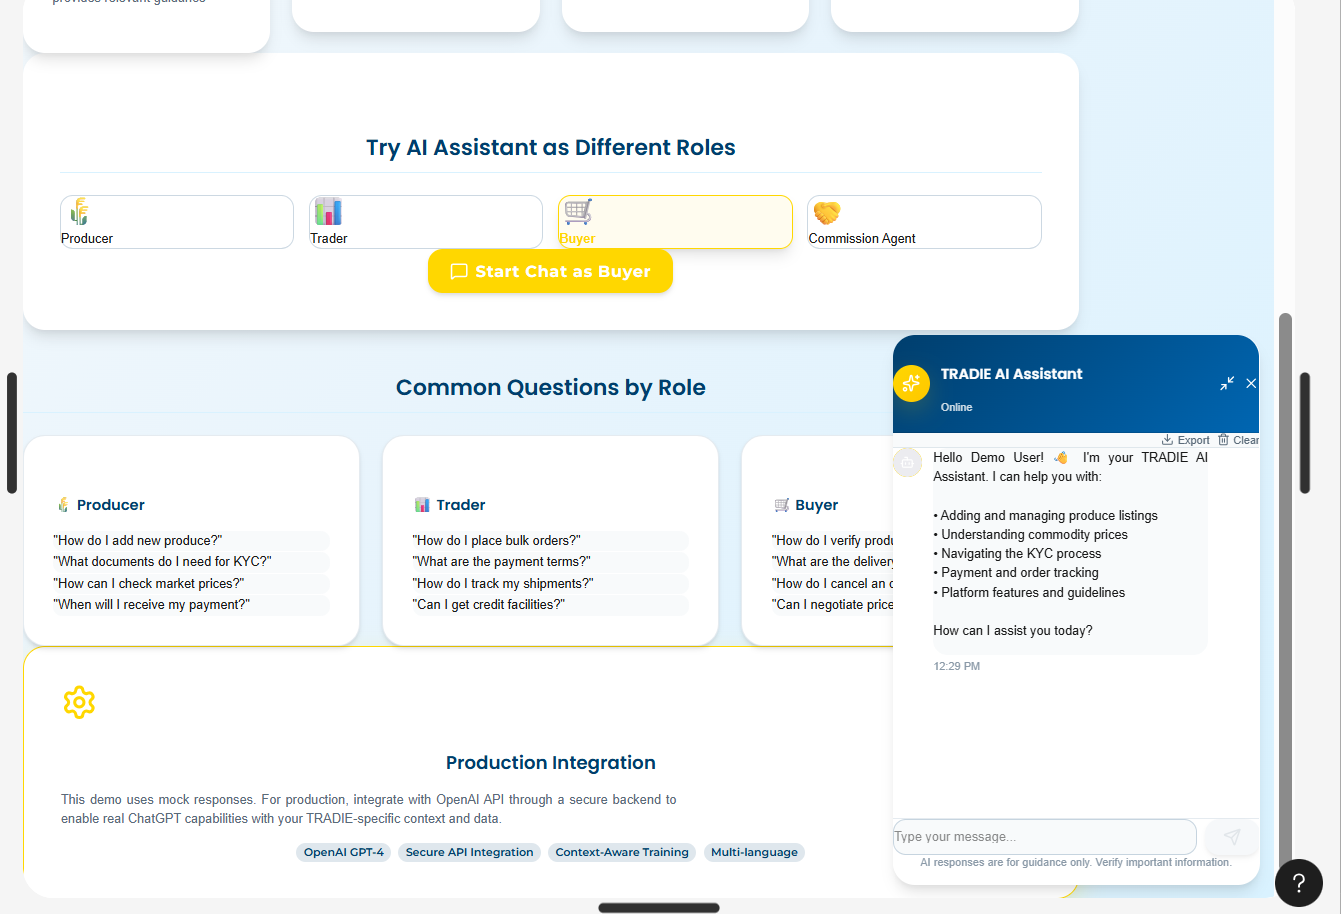 provides relevant guidance
Try AI Assistant as Different Roles
Producer
Trader
Buyer
Commission Agent
Start Chat as Buyer
Common Questions by Role
Producer
"How do I add new produce?"
"What documents do I need for KYC?"
"How can I check market prices?"
"When will I receive my payment?"
Trader
"How do I place bulk orders?"
"What are the payment terms?"
"How do I track my shipments?"
"Can I get credit facilities?"
Buyer
"How do I verify
"What are the
"How do I cancel an
"Can I negotiate
Production Integration
This demo uses mock responses. For production, integrate with OpenAI API through a secure backend to
enable real ChatGPT capabilities with your TRADIE-specific context and data.
OpenAI GPT-4
Secure API Integration
Context-Aware Training
Multi-language
TRADIE AI Assistant
Online
Export
Clear
Hello Demo User! 👋 I'm your TRADIE AI
Assistant. I can help you with:
• Adding and managing produce listings
• Understanding commodity prices
• Navigating the KYC process
• Payment and order tracking
• Platform features and guidelines
How can I assist you today?
12:29 PM
Type your message...
AI responses are for guidance only. Verify important information.
?